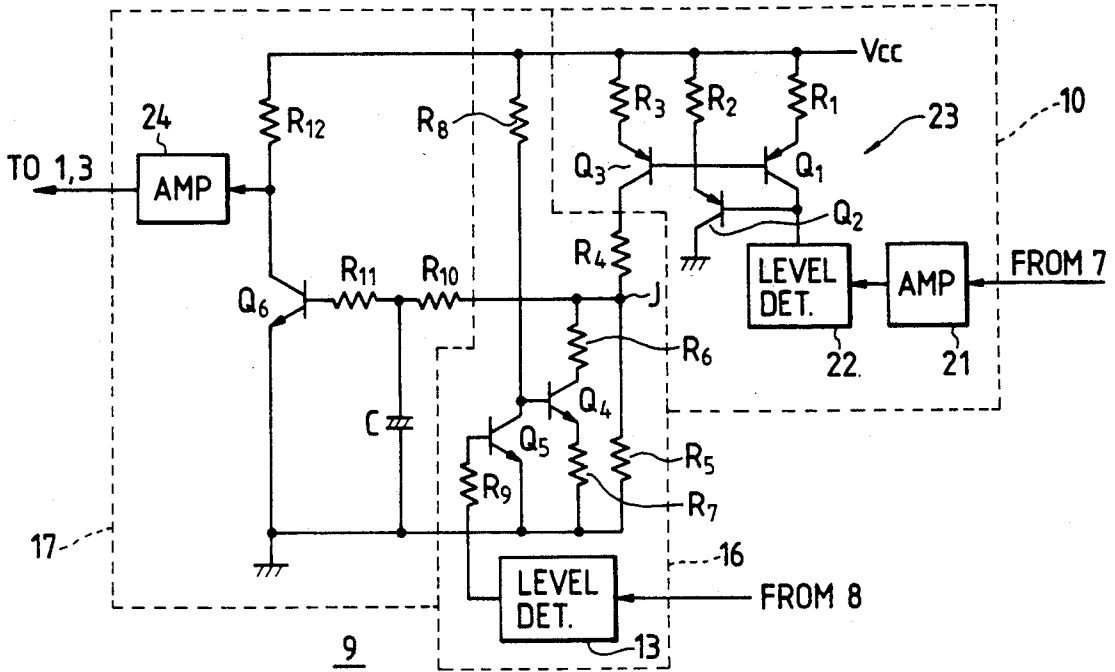 Vcc
R3
R2
R1
23
10
24
R12
R8
TO 1,3
AMP
Q3
Q1
Q2
R4
LEVEL
DET.
AMP
FROM 7
R11
R10
J
Q6
22
21
R6
Q4
C
Q5
R5
R9
R7
17
16
LEVEL
DET.
FROM 8
9
13